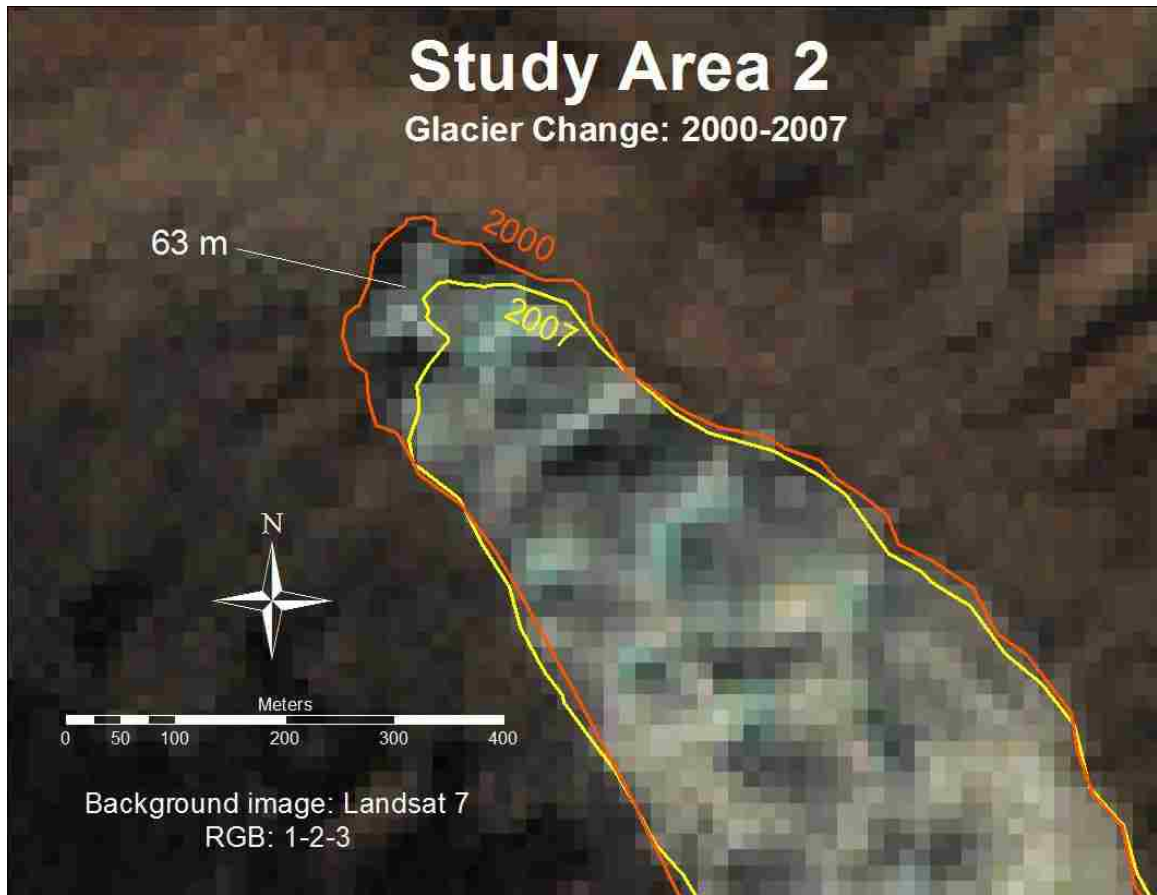 Study Area 2
Glacier Change: 2000-2007
2000
63 m
2007
N
Meters
0 50 100 200 300 400
Background image: Landsat 7
RGB: 1-2-3